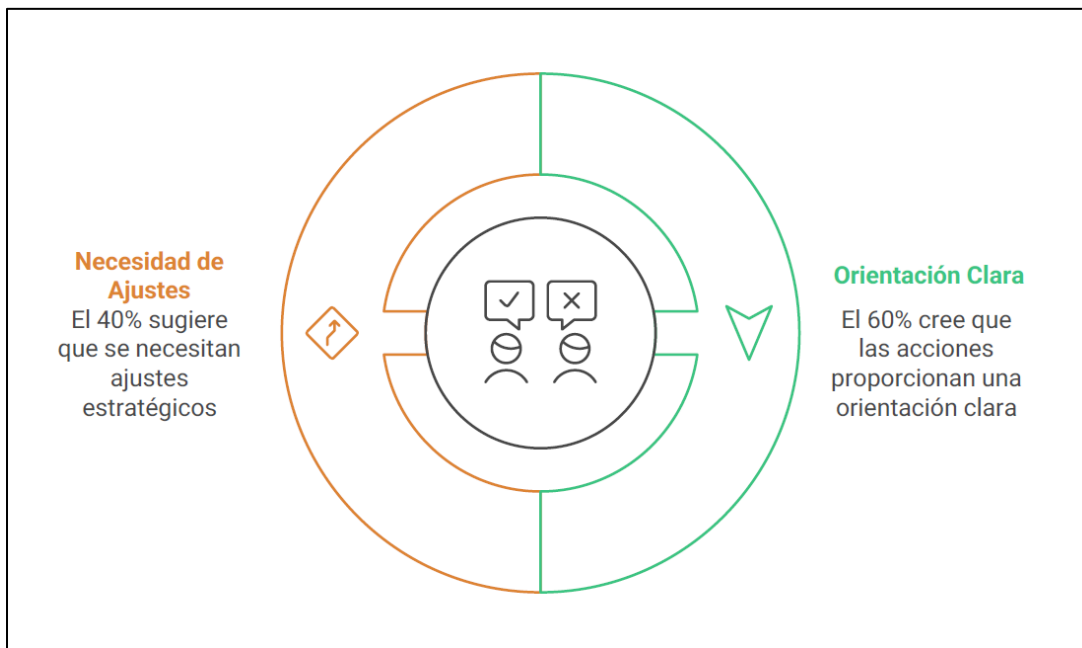 Necesidad de
Ajustes
El 40% sugiere
que se necesitan
ajustes
estratégicos
Orientación Clara
El 60% cree que
las acciones
proporcionan una
orientación clara